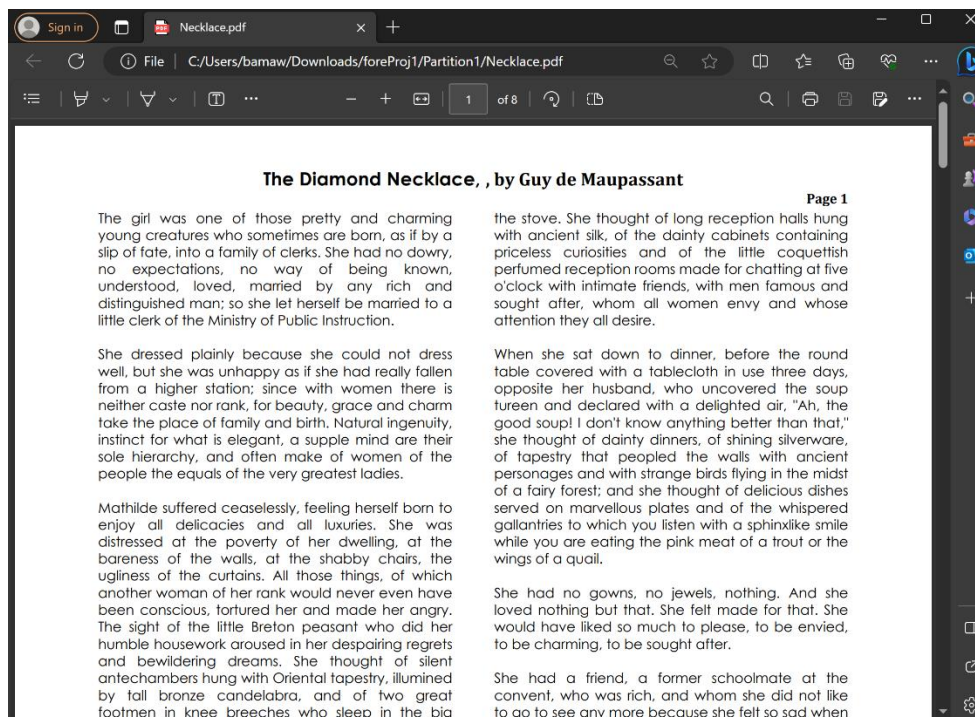 Sign in
Necklace.pdf
File | C:/Users/bamaw/Downloads/foreProj1/Partition1/Necklace.pdf
1 of 8
The Diamond Necklace, , by Guy de Maupassant
Page 1
The girl was one of those pretty and charming
young creatures who sometimes are born, as if by a
slip of fate, into a family of clerks. She had no dowry,
no expectations, no way of being known,
understood, loved, married by any rich and
distinguished man; so she let herself be married to a
little clerk of the Ministry of Public Instruction.
She dressed plainly because she could not dress
well, but she was unhappy as if she had really fallen
from a higher station; since with women there is
neither caste nor rank, for beauty, grace and charm
take the place of family and birth. Natural ingenuity,
instinct for what is elegant, a supple mind are their
sole hierarchy, and often make of women of the
people the equals of the very greatest ladies.
Mathilde suffered ceaselessly, feeling herself born to
enjoy all delicacies and all luxuries. She was
distressed at the poverty of her dwelling, at the
bareness of the walls, at the shabby chairs, the
ugliness of the curtains. All those things, of which
another woman of her rank would never even have
been conscious, tortured her and made her angry.
The sight of the little Breton peasant who did her
humble housework aroused in her despairing regrets
and bewildering dreams. She thought of silent
antechambers hung with Oriental tapestry, illumined
by tall bronze candelabra, and of two great
footmen in knee breeches who sleep in the big
the stove. She thought of long reception halls hung
with ancient silk, of the dainty cabinets containing
priceless curiosities and of the little coquettish
perfumed reception rooms made for chatting at five
o'clock with intimate friends, with men famous and
sought after, whom all women envy and whose
attention they all desire.
When she sat down to dinner, before the round
table covered with a tablecloth in use three days,
opposite her husband, who uncovered the soup
tureen and declared with a delighted air, "Ah, the
good soup! I don't know anything better than that,"
she thought of dainty dinners, of shining silverware,
of tapestry that peopled the walls with ancient
personages and with strange birds flying in the midst
of a fairy forest; and she thought of delicious dishes
served on marvellous plates and of the whispered
gallantries to which you listen with a sphinxlike smile
while you are eating the pink meat of a trout or the
wings of a quail.
She had no gowns, no jewels, nothing. And she
loved nothing but that. She felt made for that. She
would have liked so much to please, to be envied,
to be charming, to be sought after.
She had a friend, a former schoolmate at the
convent, who was rich, and whom she did not like
to go to see any more because she felt so sad when